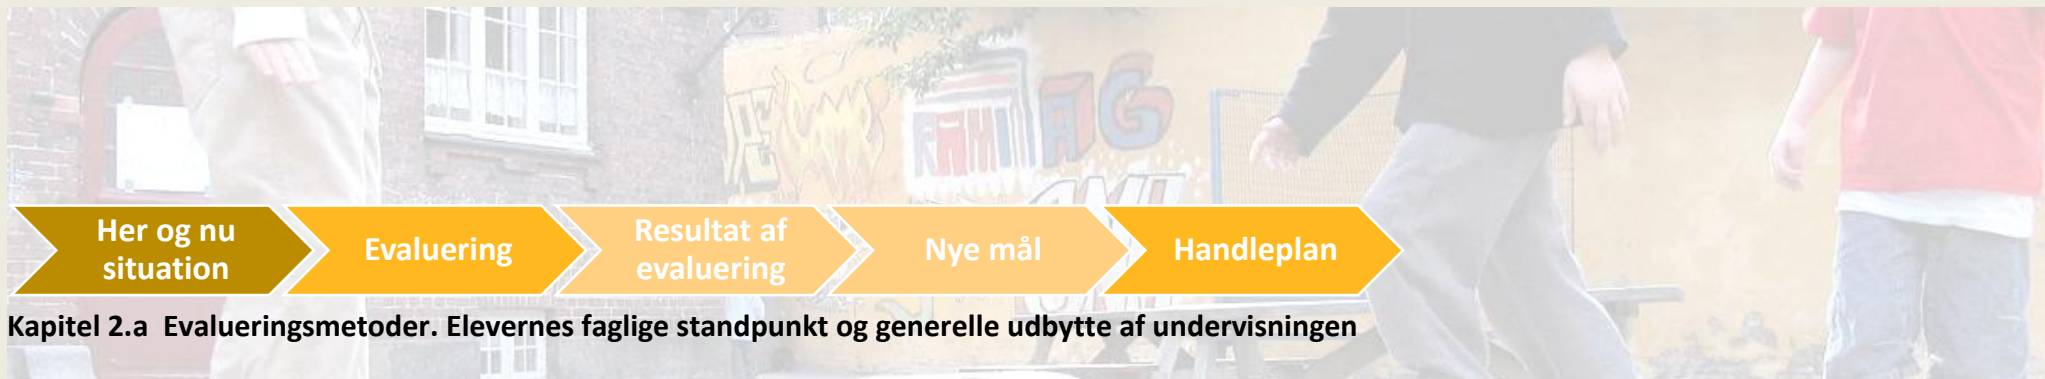 Her og nu
situation
Evaluering
Resultat af
evaluering
Nye mål
Handleplan
Kapitel 2.a  Evalueringsmetoder. Elevernes faglige standpunkt og generelle udbytte af undervisningen